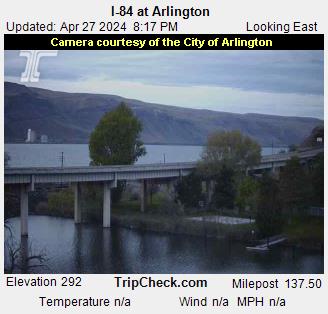 I-84 at Arlington
Updated: Apr 27 2024 8:17 PM Looking East
Camera courtesy of the City of Arlington
Elevation 292 TripCheck.com Milepost 137.50
Temperature n/a Wind n/a MPH n/a